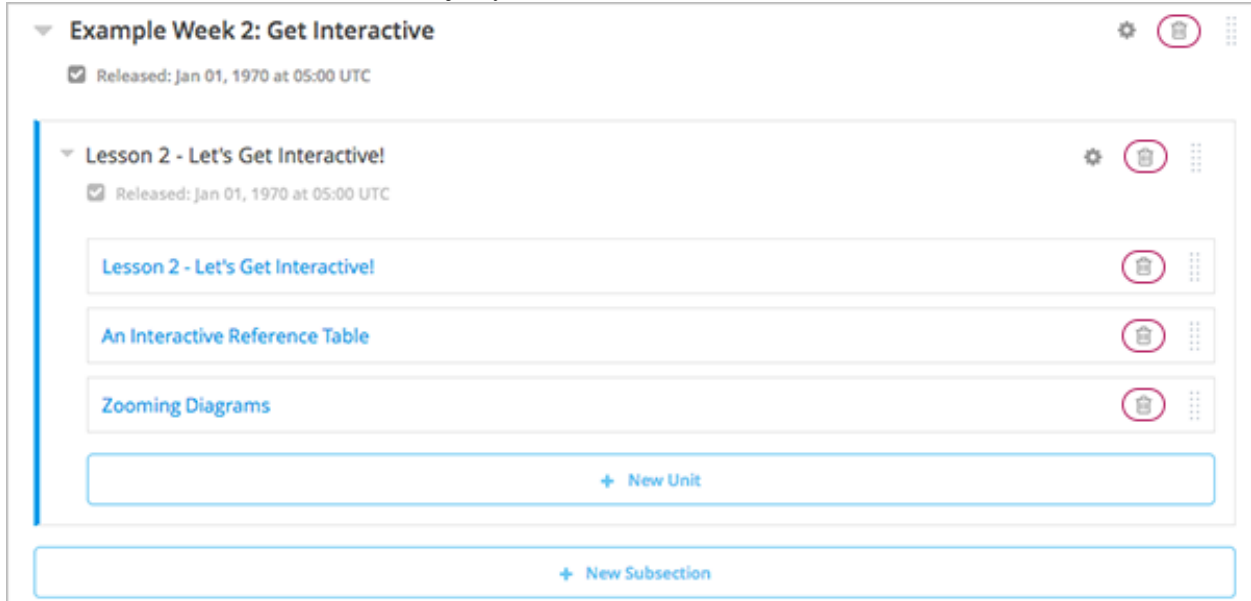 Example Week 2: Get Interactive
Released: Jan 01, 1970 at 05:00 UTC
Lesson 2 - Let's Get Interactive!
Released: Jan 01, 1970 at 05:00 UTC
Lesson 2 - Let's Get Interactive!
An Interactive Reference Table
Zooming Diagrams
+ New Unit
+ New Subsection